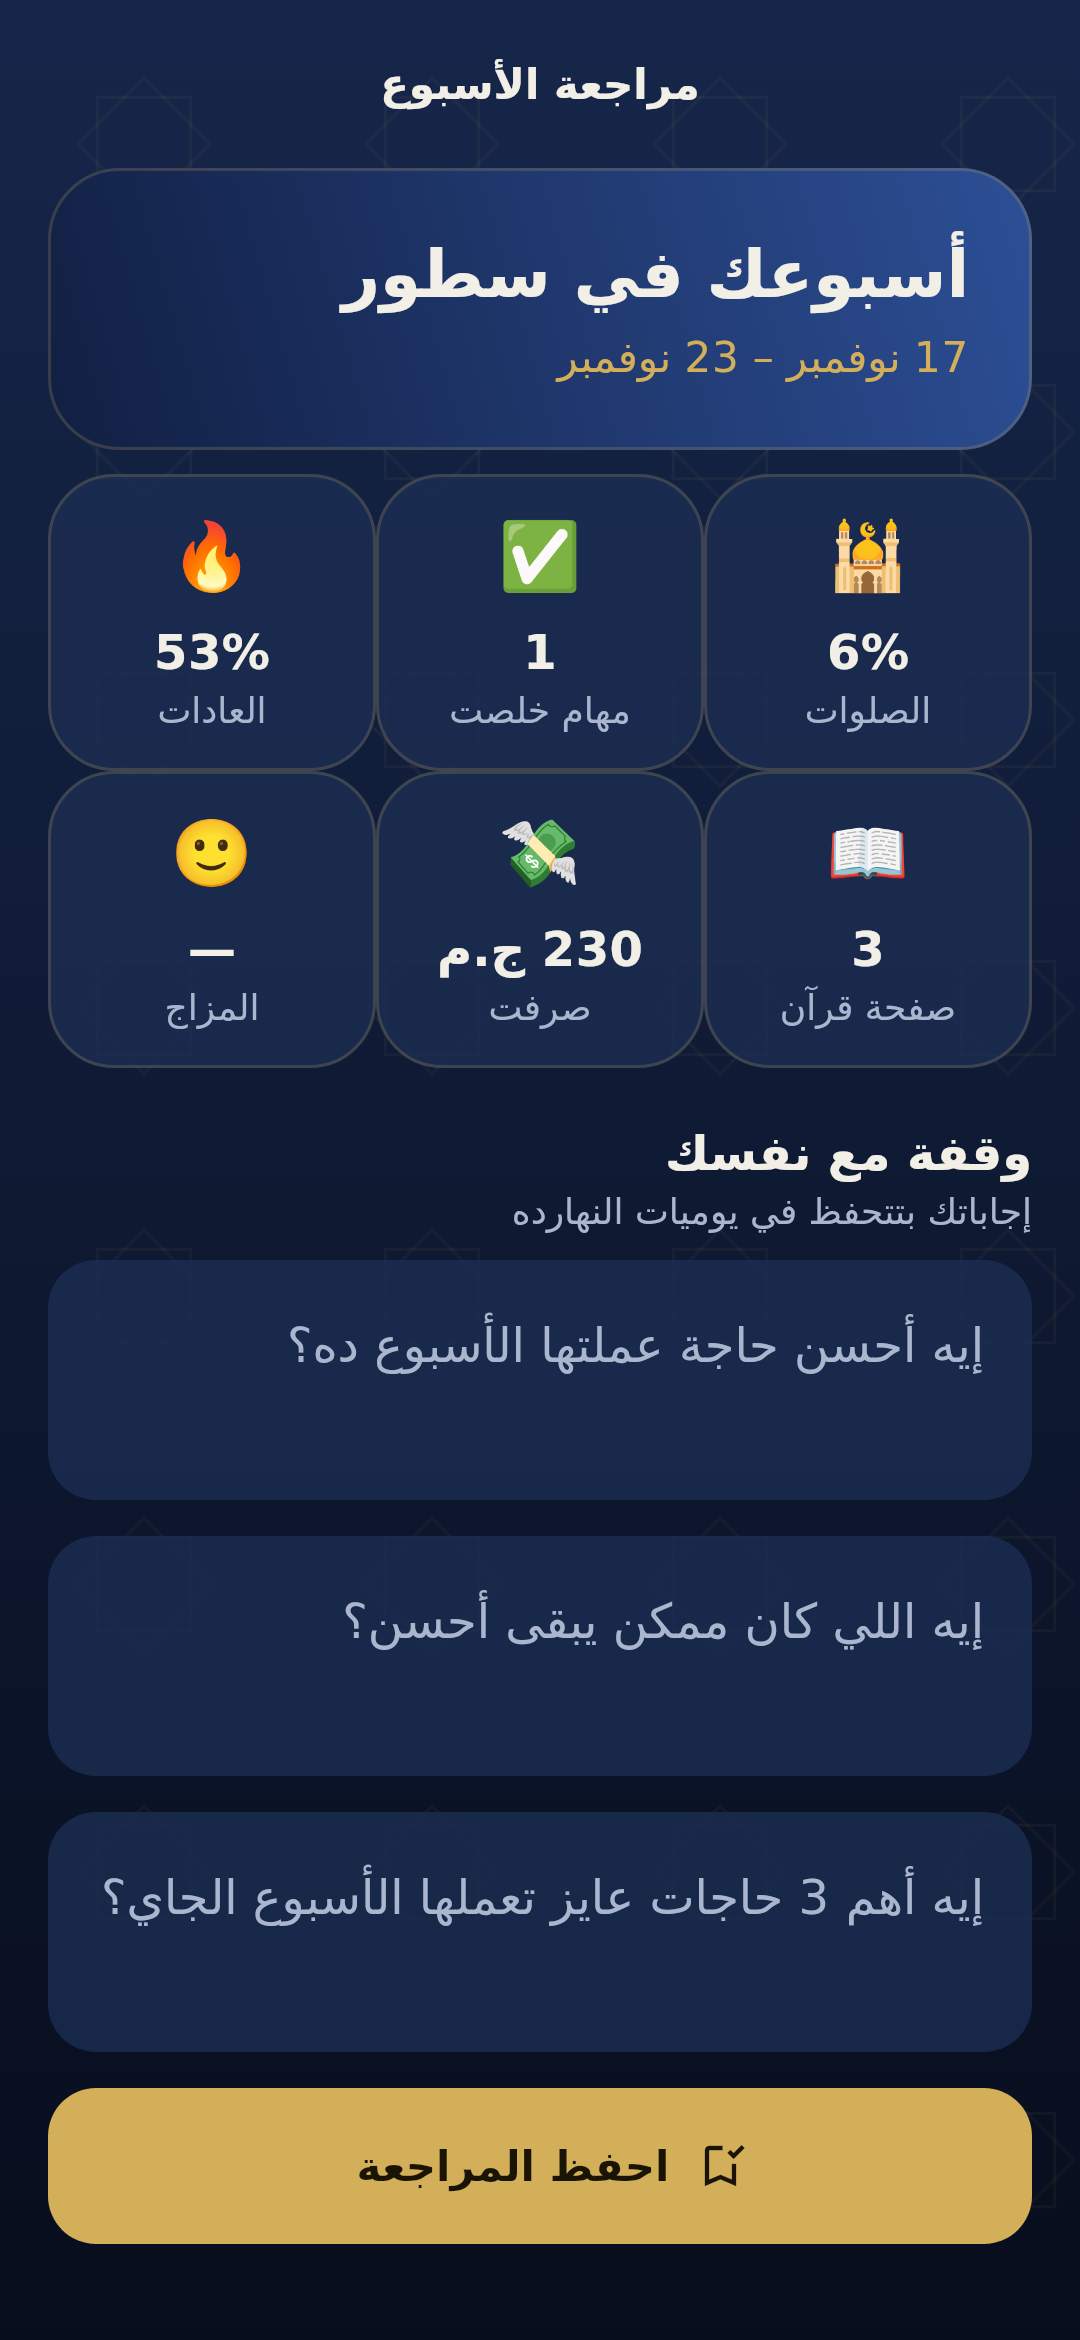 مراجعة الأسبوع
أسبوعك في سطور
17 نوفمبر – 23 نوفمبر
6%
الصلوات
1
مهام خلصت
53%
العادات
3
صفحة قرآن
230 ج.م
صرفت
—
المزاج
وقفة مع نفسك
إجاباتك بتتحفظ في يوميات النهارده
إيه أحسن حاجة عملتها الأسبوع ده؟
إيه اللي كان ممكن يبقى أحسن؟
إيه أهم 3 حاجات عايز تعملها الأسبوع الجاي؟
احفظ المراجعة